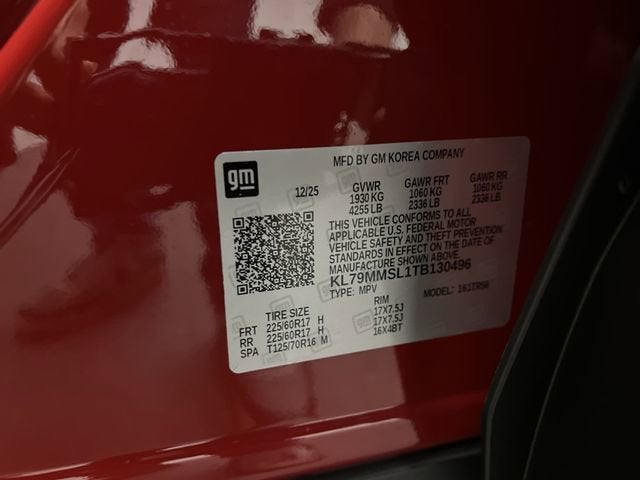 MFD BY GM KOREA COMPANY
gm
12/25 GVWR GAWR FRT GAWR RR
1930 KG 1060 KG 1060 KG
4255 LB 2336 LB 2336 LB
THIS VEHICLE CONFORMS TO ALL
APPLICABLE U.S. FEDERAL MOTOR
VEHICLE SAFETY AND THEFT PREVENTION
STANDARDS IN EFFECT ON THE DATE OF
MANUFACTURE SHOWN ABOVE.
KL79MMSL1TB130496
TYPE: MPV MODEL: 1G1TR56
TIRE SIZE RIM
FRT 225/60R17 H 17X7.5J
RR 225/60R17 H 17X7.5J
SPA T125/70R16 M 16X4BT